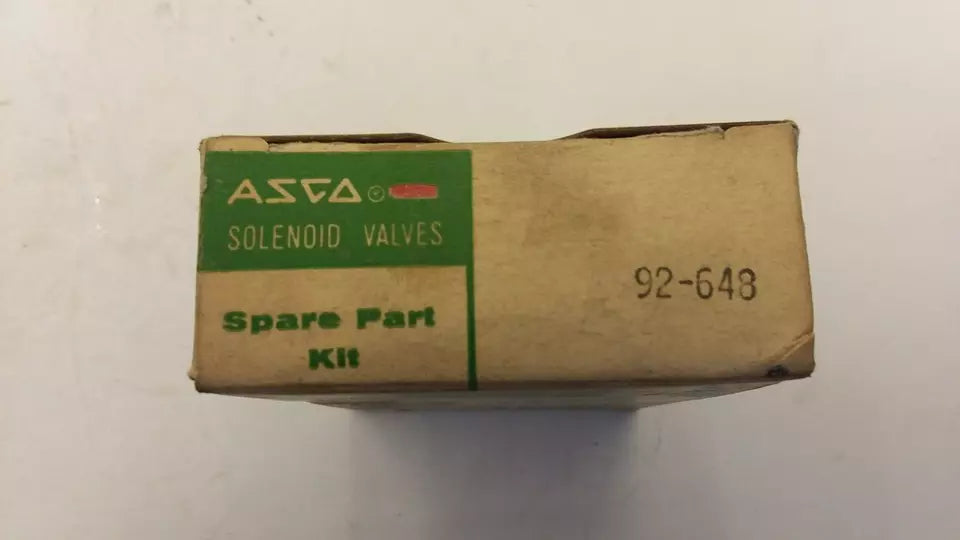 ASCO
SOLENOID VALVES
Spare Part
Kit
92-648